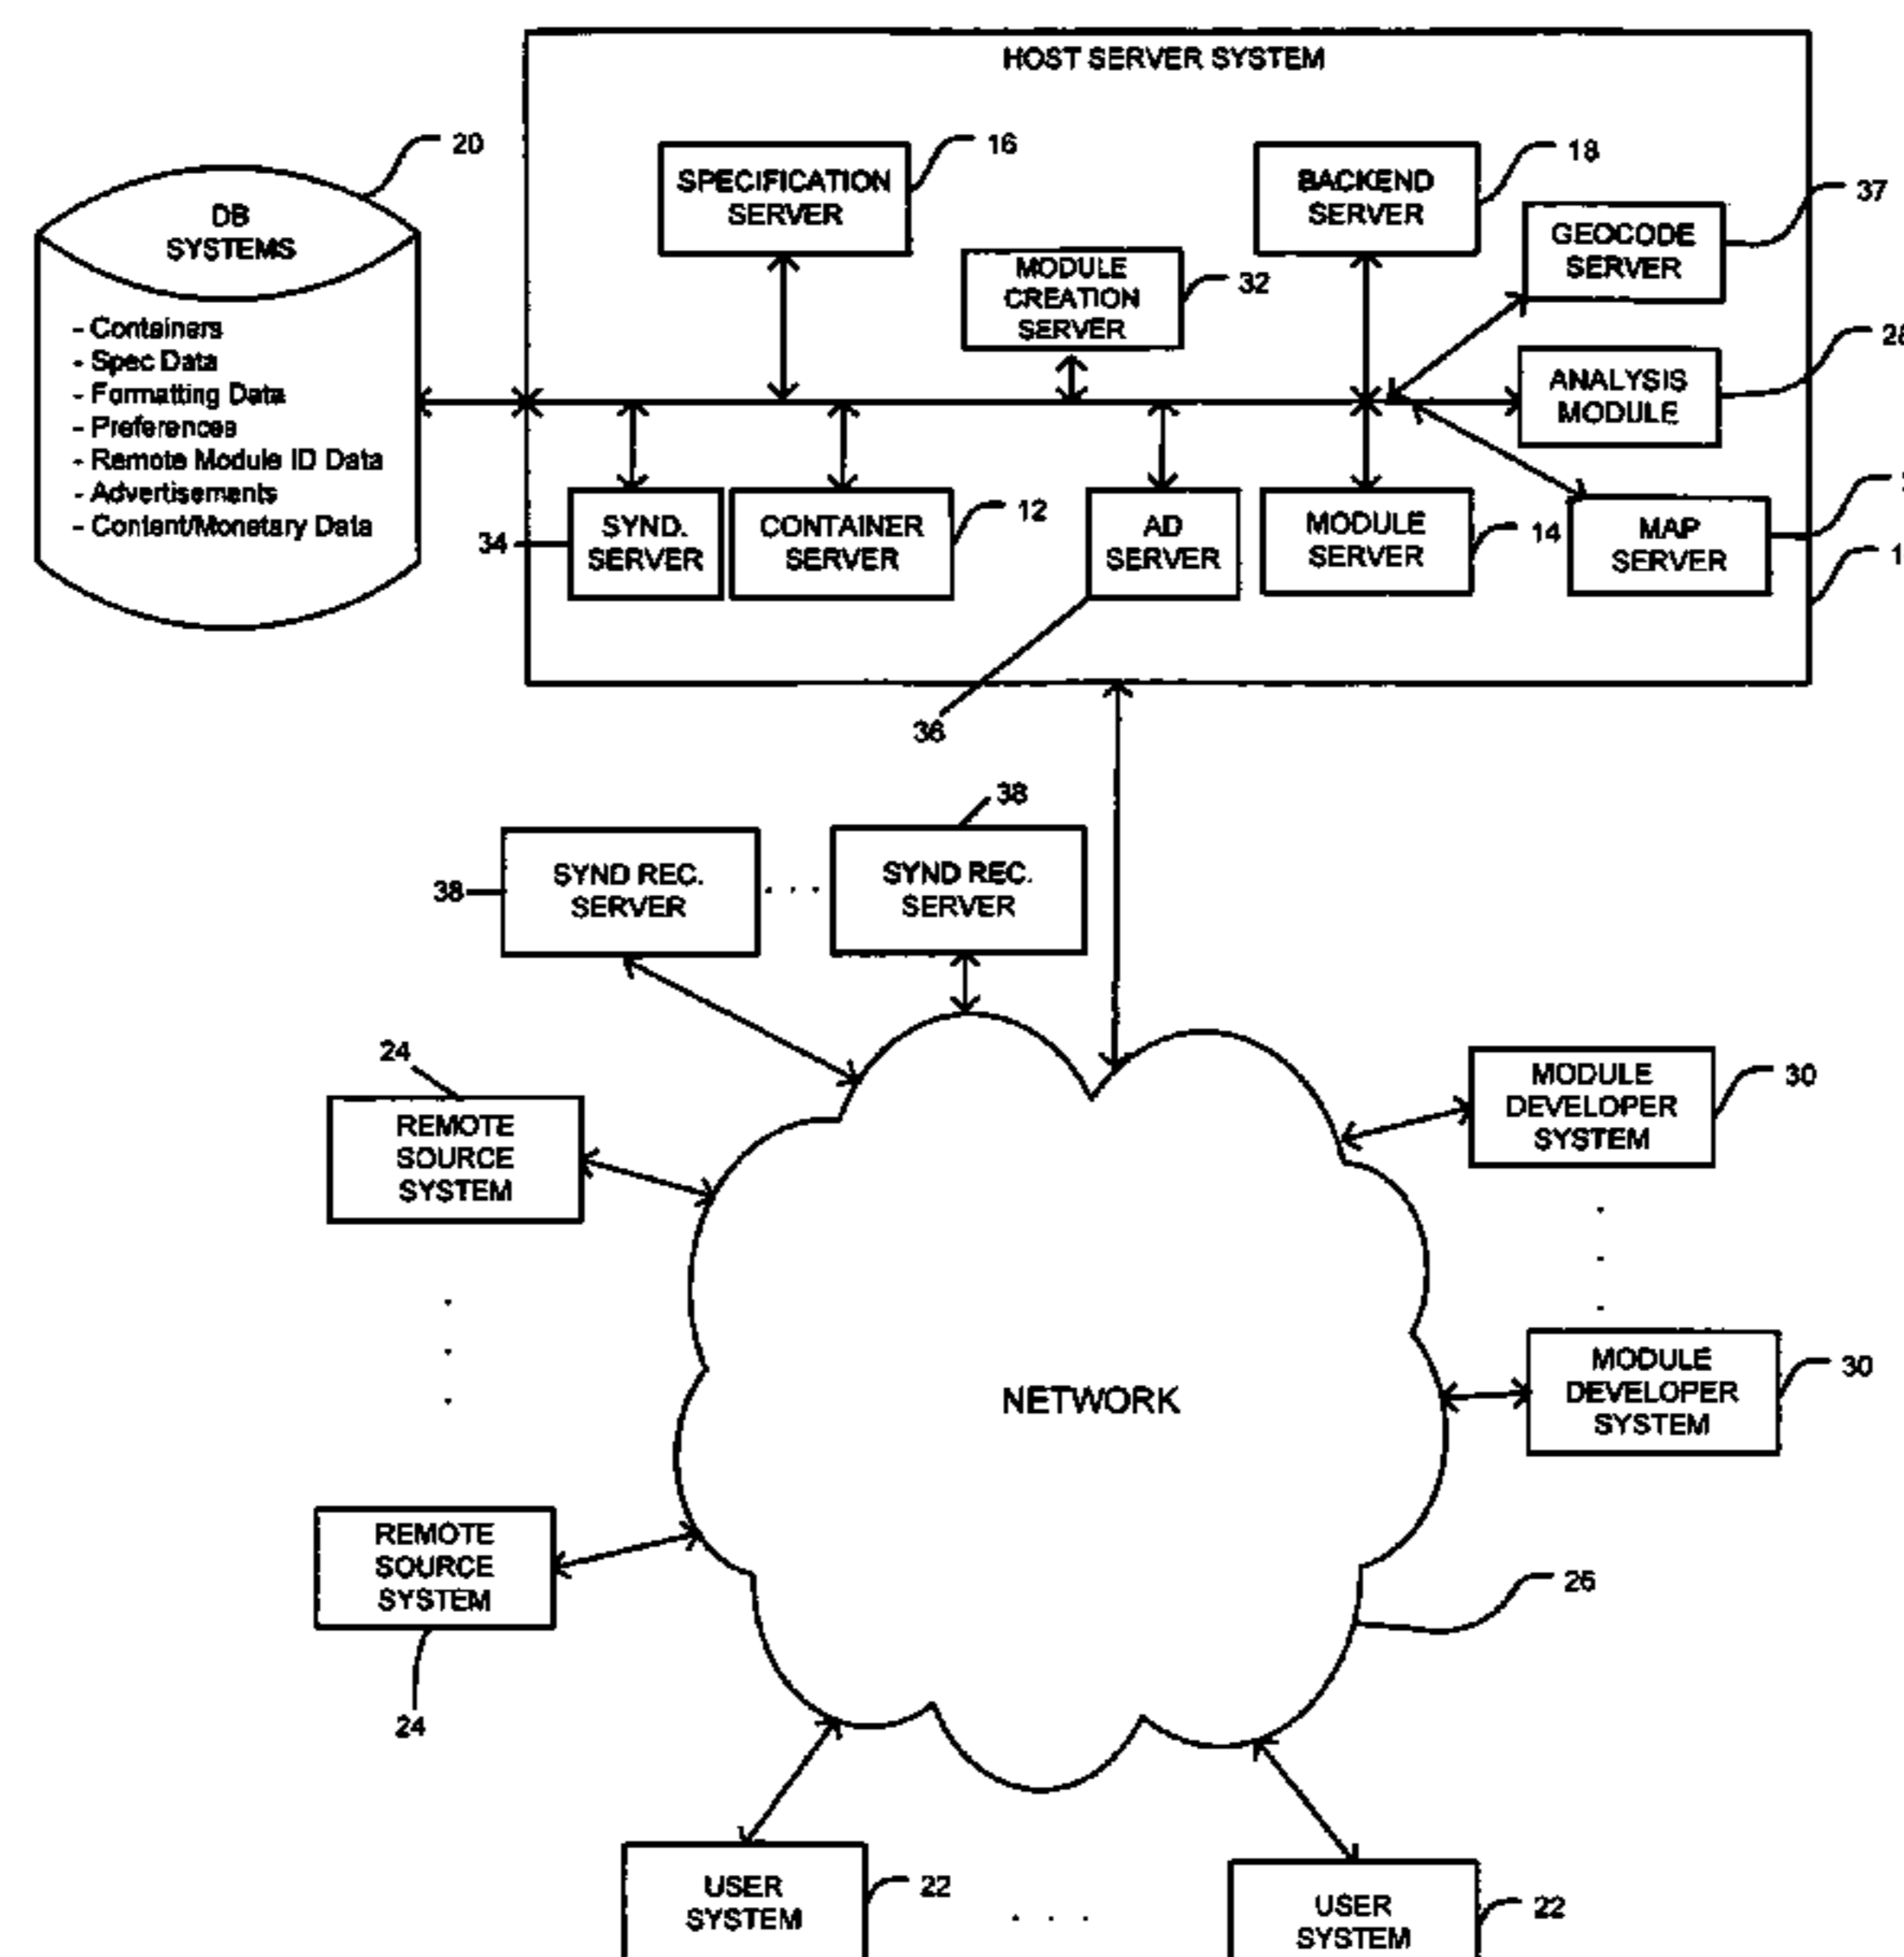 HOST SERVER SYSTEM
20
DB
SYSTEMS
- Containers
- Spec Data
- Formatting Data
- Preferences
- Remote Module ID Data
- Advertisements
- Content/Monetary Data
SPECIFICATION
SERVER
16
MODULE
CREATION
SERVER
32
BACKEND
SERVER
18
GEOCODE
SERVER
37
ANALYSIS
MODULE
28
34
SYND.
SERVER
CONTAINER
SERVER
12
AD
SERVER
36
MODULE
SERVER
14
MAP
SERVER
1
38
SYND REC.
SERVER
. . .
SYND REC.
SERVER
38
24
REMOTE
SOURCE
SYSTEM
MODULE
DEVELOPER
SYSTEM
30
NETWORK
MODULE
DEVELOPER
SYSTEM
30
REMOTE
SOURCE
SYSTEM
24
26
USER
SYSTEM
22
. . .
USER
SYSTEM
22